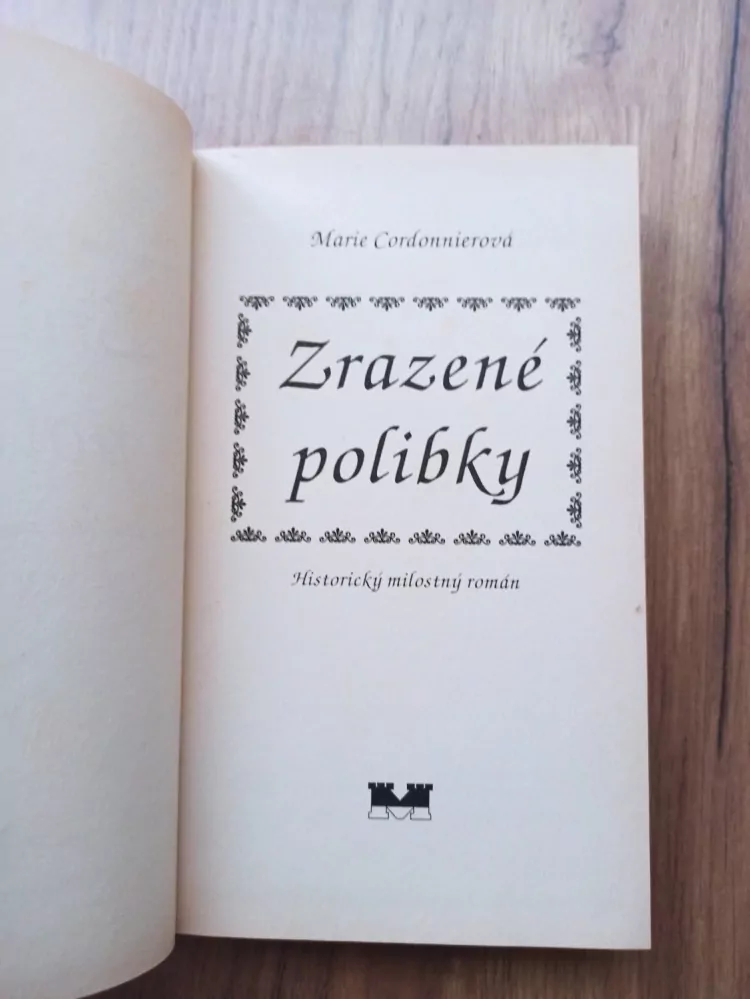 Marie Cordonnierová
Zrazené
polibky
Historický milostný román
M